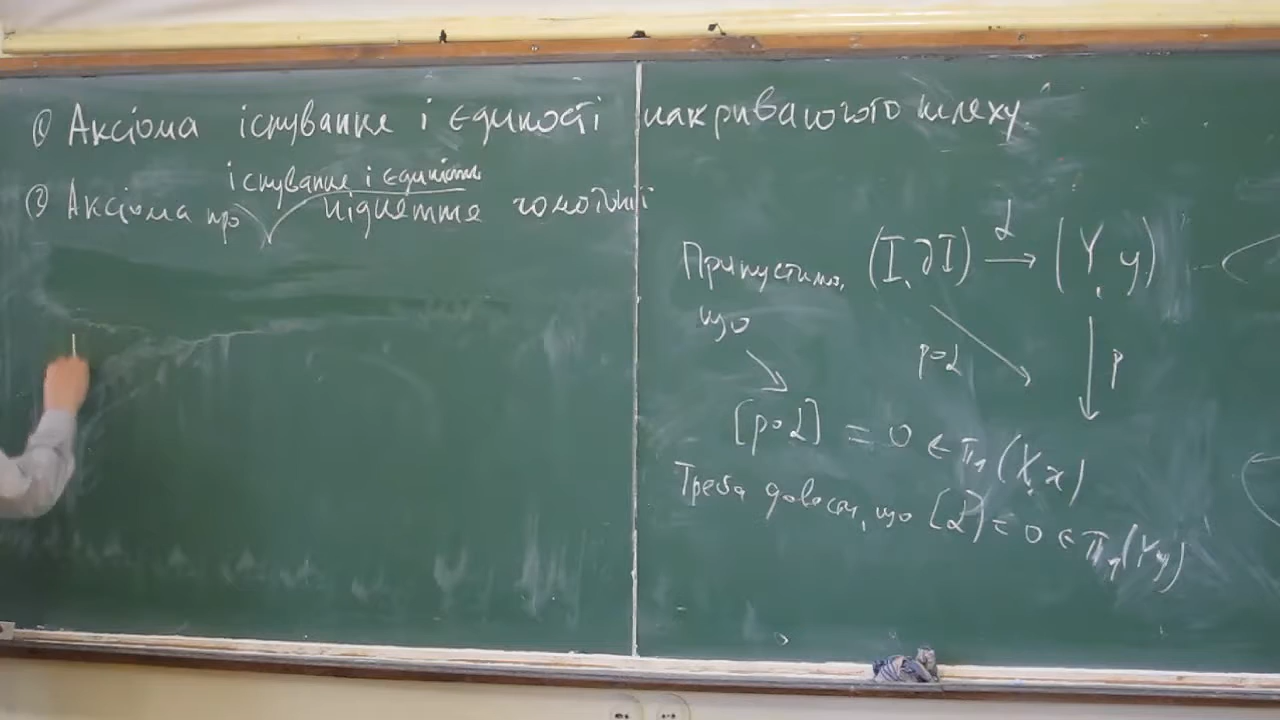 ① Аксіома існування і єдиності накриваючого шляху
існування і єдиність
② Аксіома про підняття гомотопії
Припустимо, (I, ∂I) → (Y, y)
α
що
p∘α
p
[p∘α] = 0 ∈ π₁(X, x)
Треба довести, що [α] = 0 ∈ π₁(Y, y)